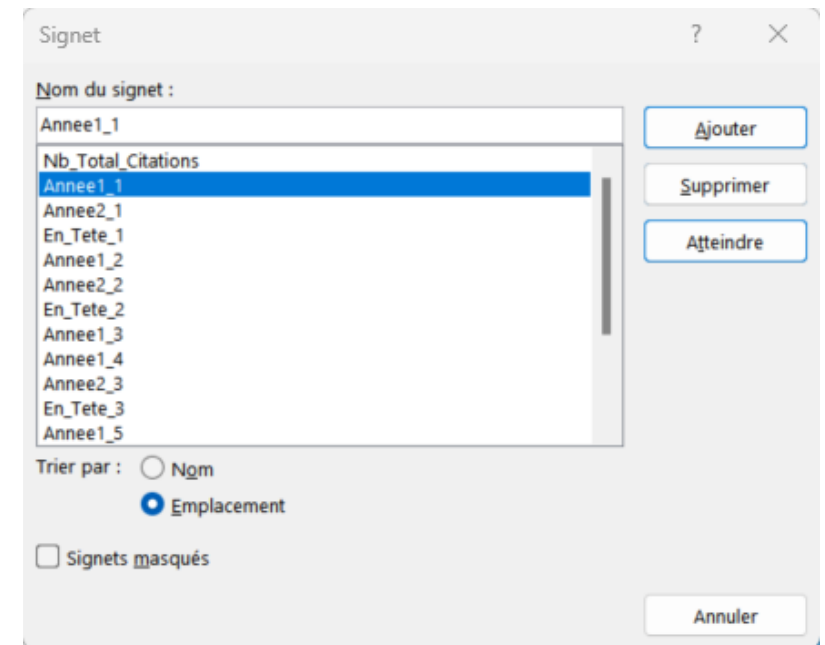 Signet
Nom du signet :
Annee1_1
Ajouter
Nb_Total_Citations
Annee1_1
Supprimer
Annee2_1
En_Tete_1
Atteindre
Annee1_2
Annee2_2
En_Tete_2
Annee1_3
Annee1_4
Annee2_3
En_Tete_3
Annee1_5
Trier par : Nom
Emplacement
Signets masqués
Annuler